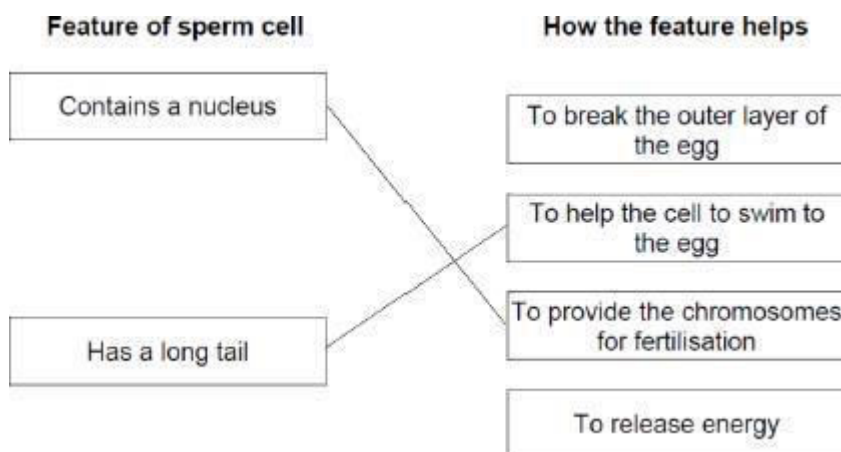 Feature of sperm cell
How the feature helps
Contains a nucleus
To break the outer layer of
the egg
To help the cell to swim to
the egg
Has a long tail
To provide the chromosomes
for fertilisation
To release energy